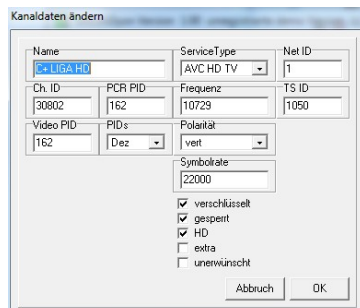 Kanaldaten ändern
Name ServiceType Net ID
C+ LIGA HD AVC HD TV 1
Ch. ID PCR PID Frequenz TS ID
30802 162 10729 1050
Video PID PIDs Polarität
162 Dez vert
Symbolrate
22000
verschlüsselt
gesperrt
HD
extra
unerwünscht
Abbruch OK